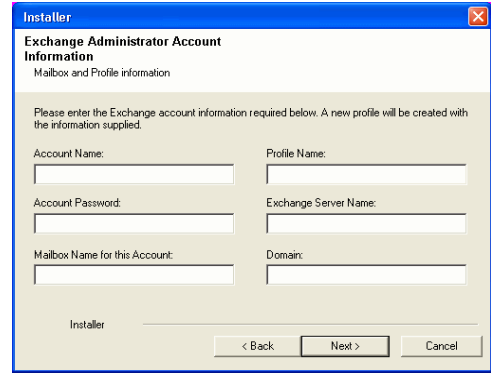 Installer
Exchange Administrator Account
Information
Mailbox and Profile information
Please enter the Exchange account information required below. A new profile will be created with
the information supplied.
Account Name:
Profile Name:
Account Password:
Exchange Server Name:
Mailbox Name for this Account:
Domain:
Installer
< Back
Next >
Cancel